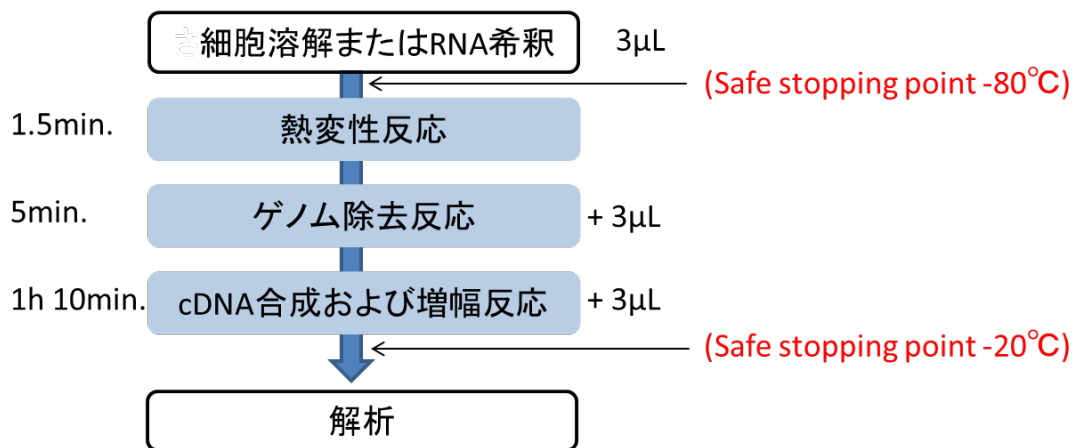 細胞溶解またはRNA希釈 3µL
(Safe stopping point -80℃)
1.5min. 熱変性反応
5min. ゲノム除去反応 + 3µL
1h 10min. cDNA合成および増幅反応 + 3µL
(Safe stopping point -20℃)
解析